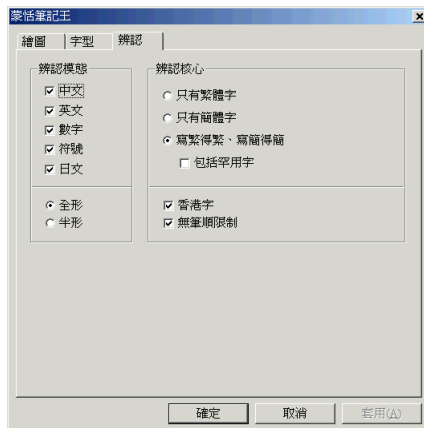 蒙恬筆記王
繪圖 字型 辨認
辨認模態
中文
英文
數字
符號
日文
全形
半形
辨認核心
只有繁體字
只有簡體字
寫繁得繁、寫簡得簡
包括罕用字
香港字
無筆順限制
確定 取消 套用(A)